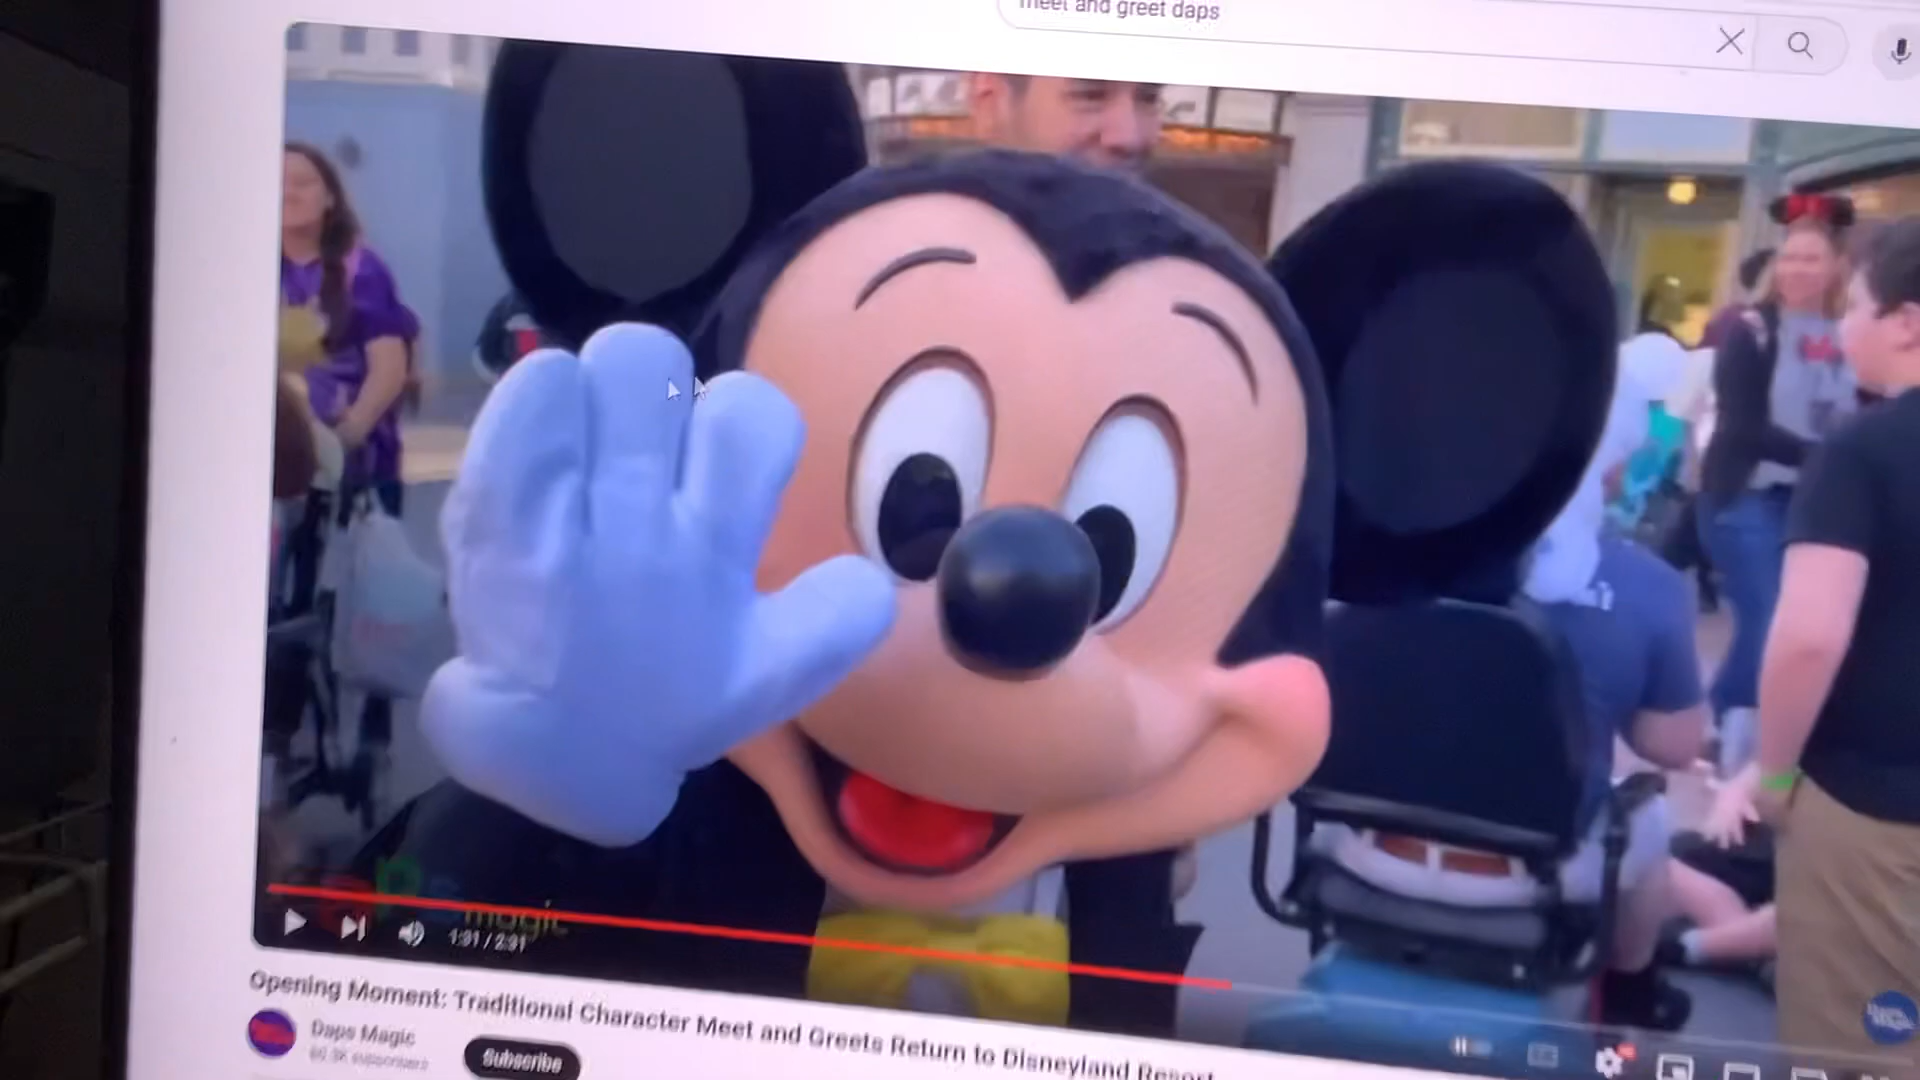 meet and greet daps
magic
1:31 / 2:31
Opening Moment: Traditional Character Meet and Greets Return to Disneyland Resort
Daps Magic
Subscribe